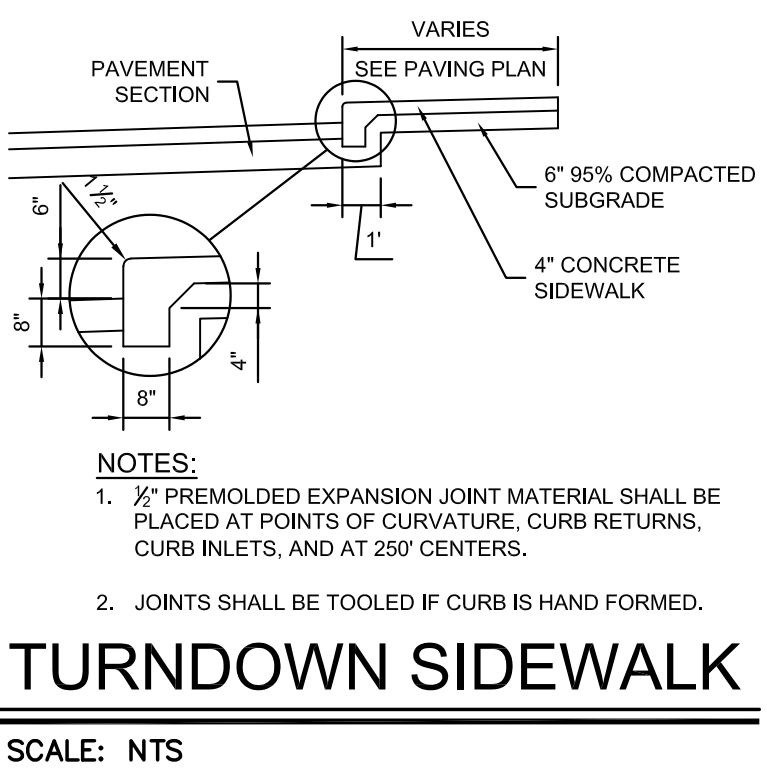 VARIES
SEE PAVING PLAN
PAVEMENT
SECTION
6" 95% COMPACTED
SUBGRADE
4" CONCRETE
SIDEWALK
1'
6"
1 ½"
8"
4"
8"
NOTES:
1. ½" PREMOLDED EXPANSION JOINT MATERIAL SHALL BE
PLACED AT POINTS OF CURVATURE, CURB RETURNS,
CURB INLETS, AND AT 250' CENTERS.
2. JOINTS SHALL BE TOOLED IF CURB IS HAND FORMED.
TURNDOWN SIDEWALK
SCALE: NTS